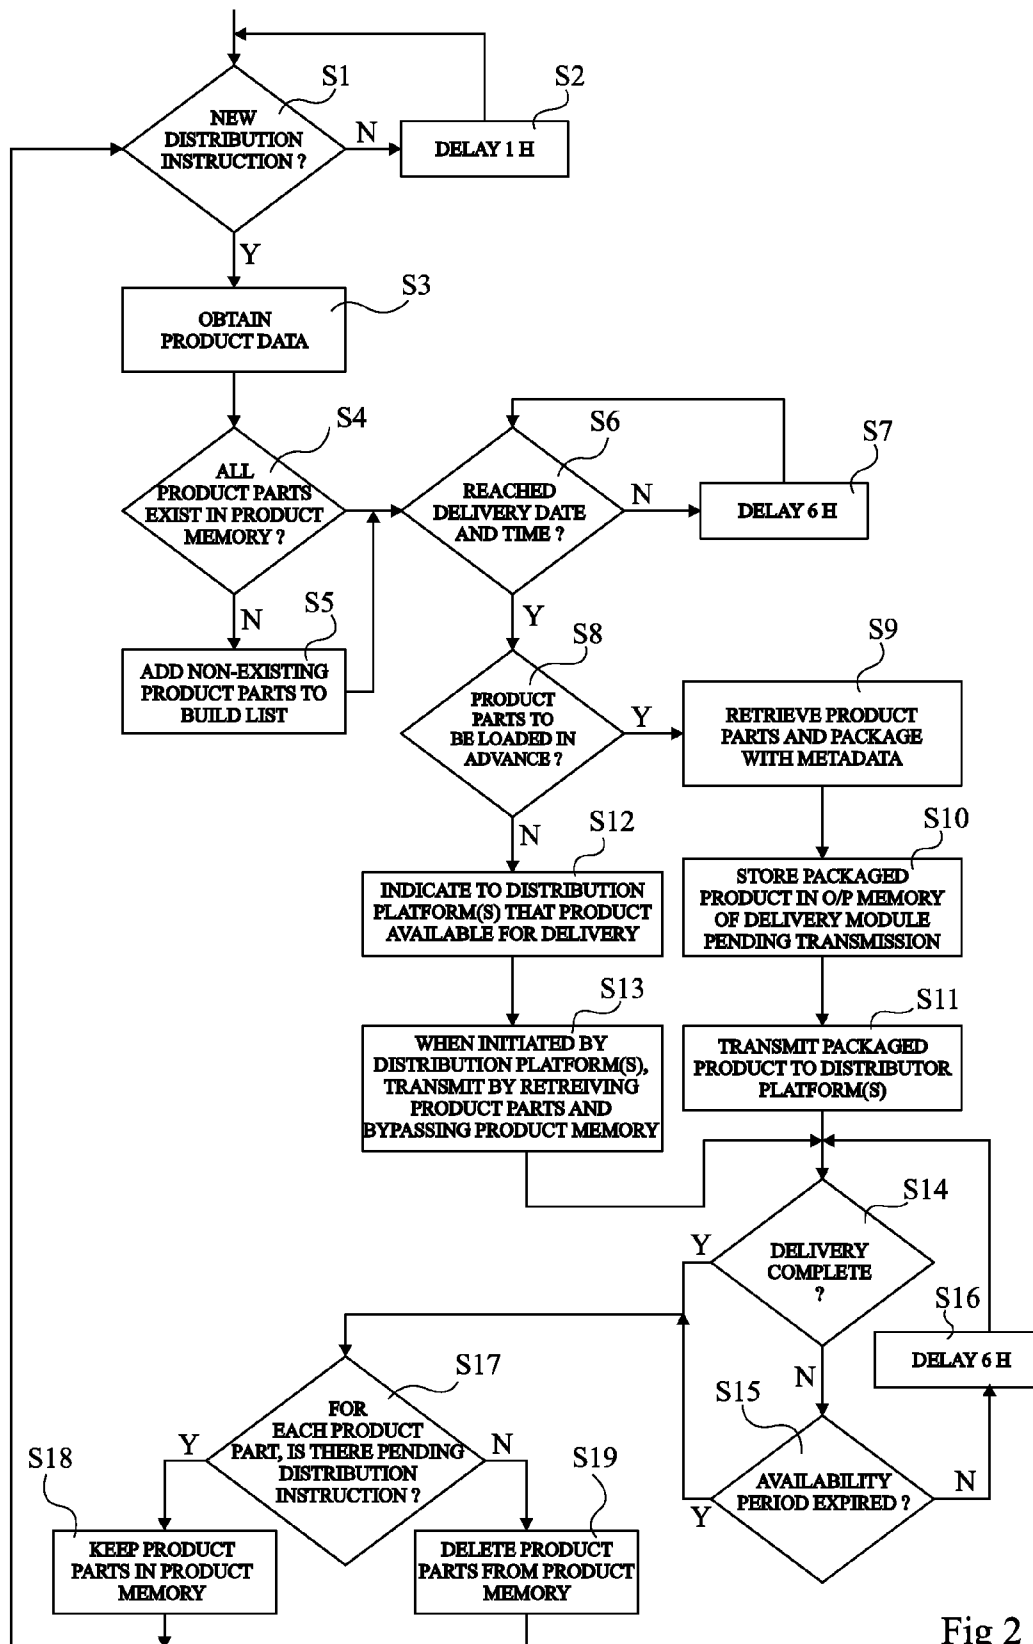 S1
NEW
DISTRIBUTION
INSTRUCTION ?
N
S2
DELAY 1 H
Y
S3
OBTAIN
PRODUCT DATA
S4
ALL
PRODUCT PARTS
EXIST IN PRODUCT
MEMORY ?
N
S5
ADD NON-EXISTING
PRODUCT PARTS TO
BUILD LIST
S6
REACHED
DELIVERY DATE
AND TIME ?
N
S7
DELAY 6 H
Y
S8
PRODUCT
PARTS TO
BE LOADED IN
ADVANCE ?
Y
S9
RETRIEVE PRODUCT
PARTS AND PACKAGE
WITH METADATA
N
S10
STORE PACKAGED
PRODUCT IN O/P MEMORY
OF DELIVERY MODULE
PENDING TRANSMISSION
S12
INDICATE TO DISTRIBUTION
PLATFORM(S) THAT PRODUCT
AVAILABLE FOR DELIVERY
S11
TRANSMIT PACKAGED
PRODUCT TO DISTRIBUTOR
PLATFORM(S)
S13
WHEN INITIATED BY
DISTRIBUTION PLATFORM(S),
TRANSMIT BY RETREIVING
PRODUCT PARTS AND
BYPASSING PRODUCT MEMORY
S14
DELIVERY
COMPLETE
?
Y
N
S16
DELAY 6 H
S15
AVAILABILITY
PERIOD EXPIRED ?
N
Y
S17
FOR
EACH PRODUCT
PART, IS THERE PENDING
DISTRIBUTION
INSTRUCTION ?
Y
N
S18
KEEP PRODUCT
PARTS IN PRODUCT
MEMORY
S19
DELETE PRODUCT
PARTS FROM PRODUCT
MEMORY
Fig 2